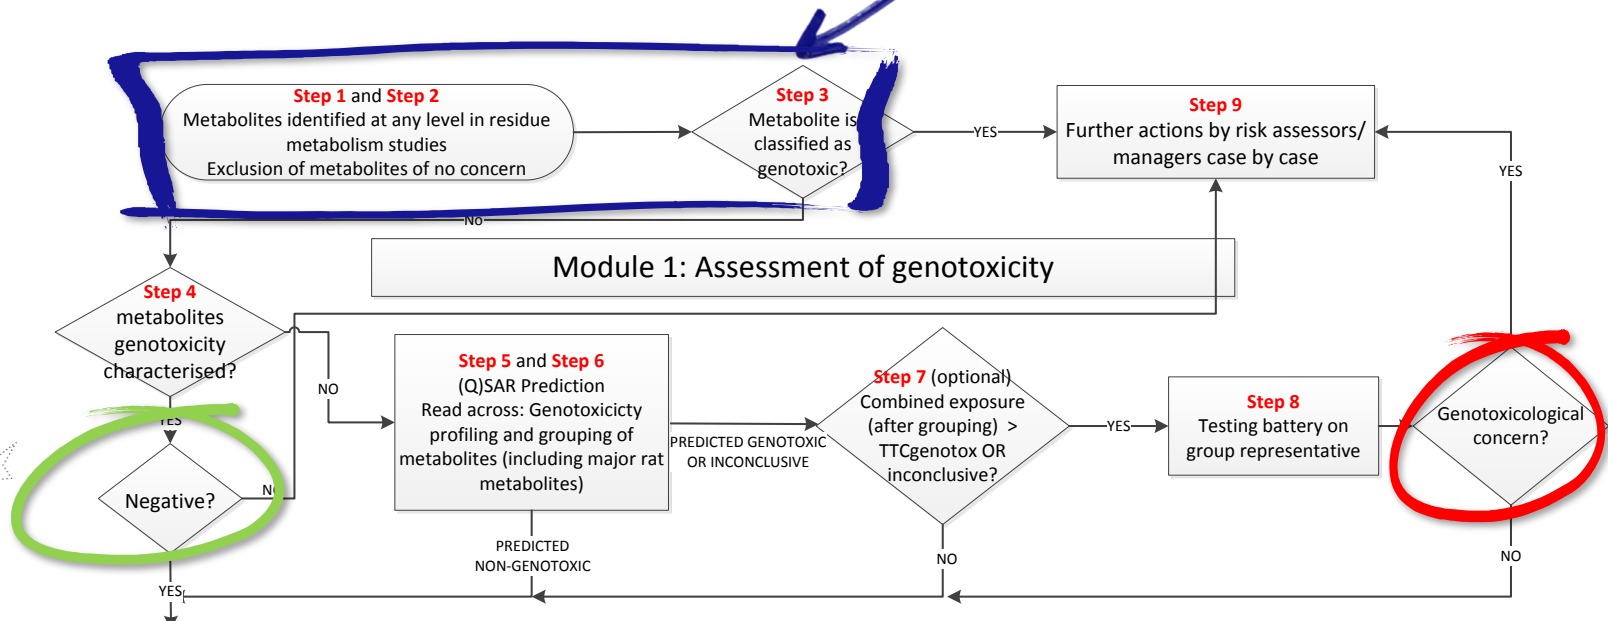 Step 1 and Step 2
Metabolites identified at any level in residue
metabolism studies
Exclusion of metabolites of no concern
Step 3
Metabolite is
classified as
genotoxic?
YES
Step 9
Further actions by risk assessors/
managers case by case
YES
No
Module 1: Assessment of genotoxicity
Step 4
metabolites
genotoxicity
characterised?
NO
YES
Negative?
NO
YES
Step 5 and Step 6
(Q)SAR Prediction
Read across: Genotoxicicty
profiling and grouping of
metabolites (including major rat
metabolites)
PREDICTED GENOTOXIC
OR INCONCLUSIVE
PREDICTED
NON-GENOTOXIC
Step 7 (optional)
Combined exposure
(after grouping) >
TTCgenotox OR
inconclusive?
YES
NO
Step 8
Testing battery on
group representative
Genotoxicological
concern?
NO